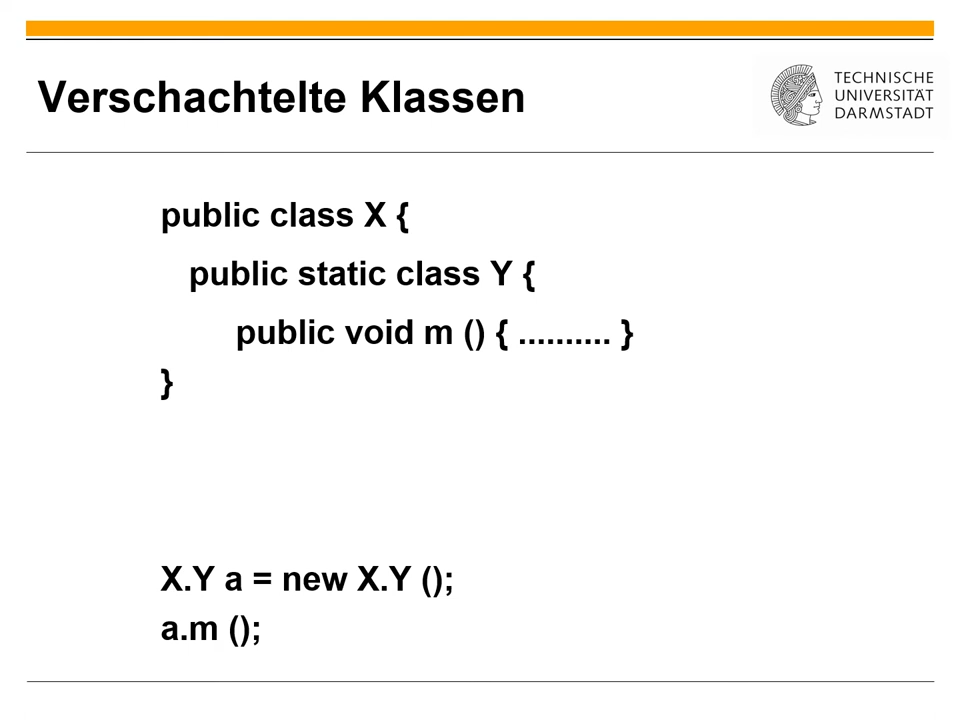 Verschachtelte Klassen
TECHNISCHE
UNIVERSITÄT
DARMSTADT
public class X {
public static class Y {
public void m () { .......... }
}
X.Y a = new X.Y ();
a.m ();